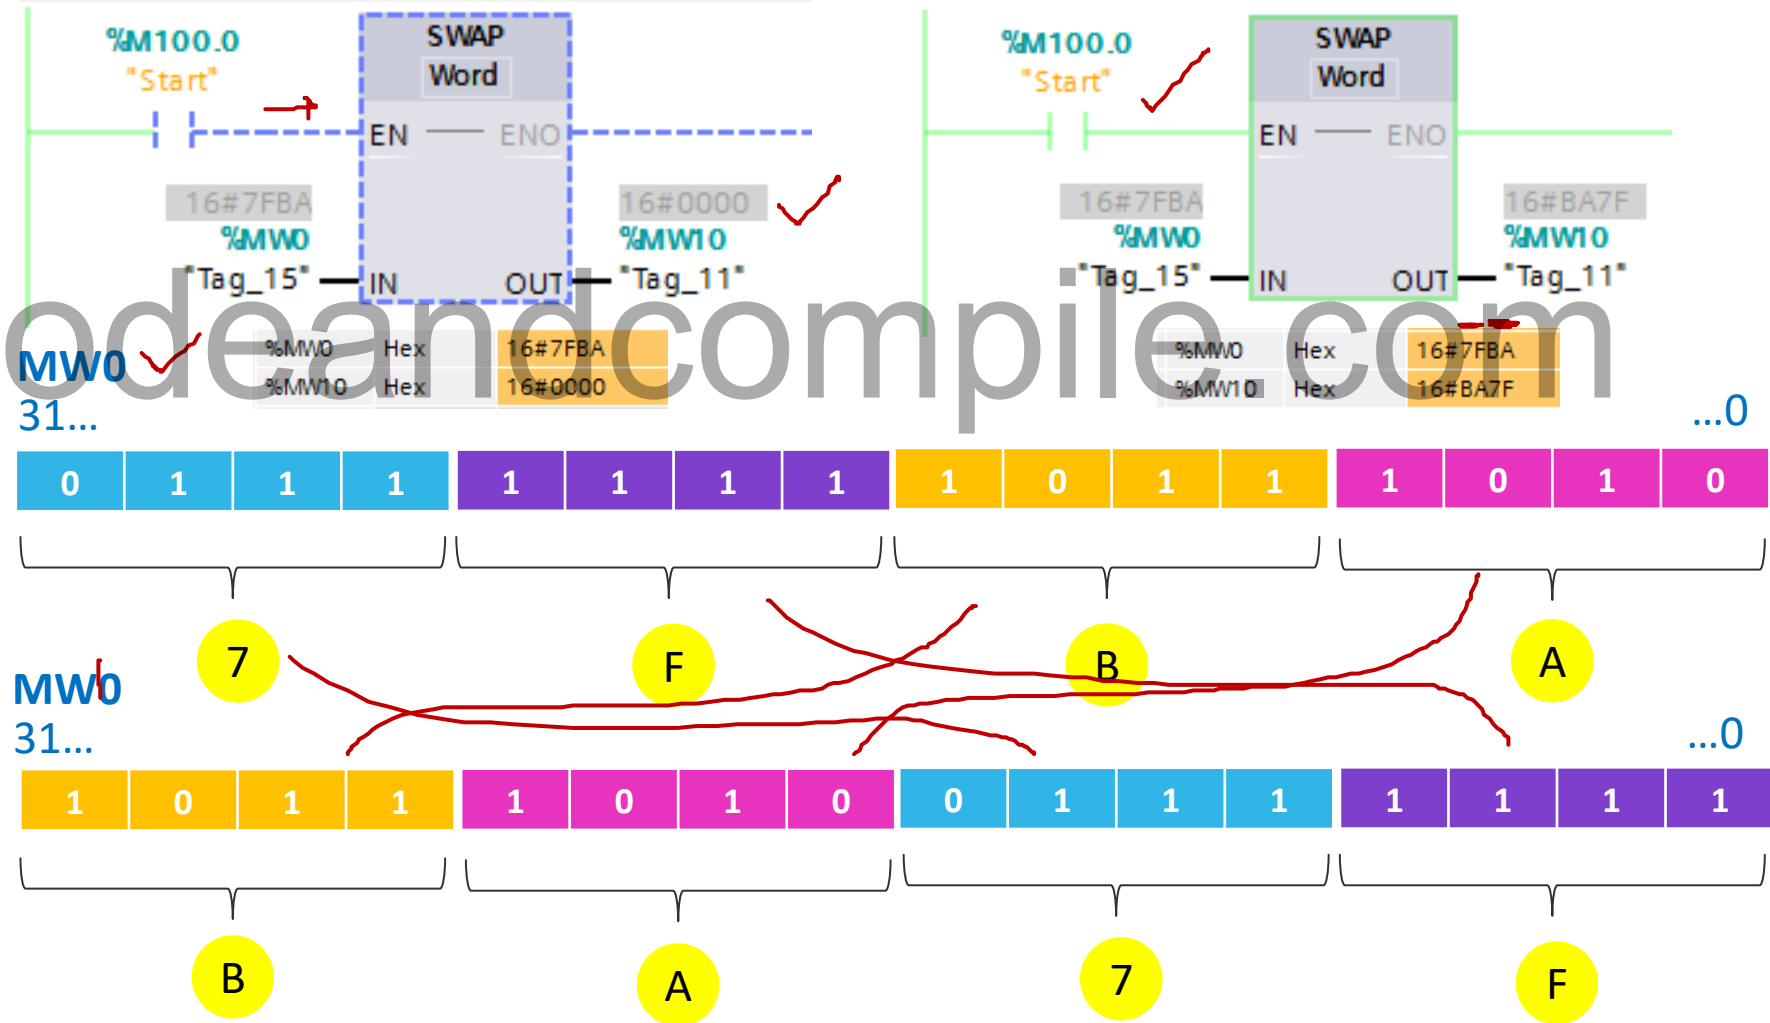 %M100.0
"Start"
SWAP
Word
EN ENO
16#7FBA
%MW0
"Tag_15"
IN OUT
16#0000
%MW10
"Tag_11"
%M100.0
"Start"
SWAP
Word
EN ENO
16#7FBA
%MW0
"Tag_15"
IN OUT
16#BA7F
%MW10
"Tag_11"
odeandcompile.com
%MW0 Hex 16#7FBA
%MW10 Hex 16#0000
%MW0 Hex 16#7FBA
%MW10 Hex 16#BA7F
MW0
31... ...0
0 1 1 1 1 1 1 1 1 0 1 1 1 0 1 0
7 F B A
MW10
31... ...0
1 0 1 1 1 0 1 0 0 1 1 1 1 1 1 1
B A 7 F